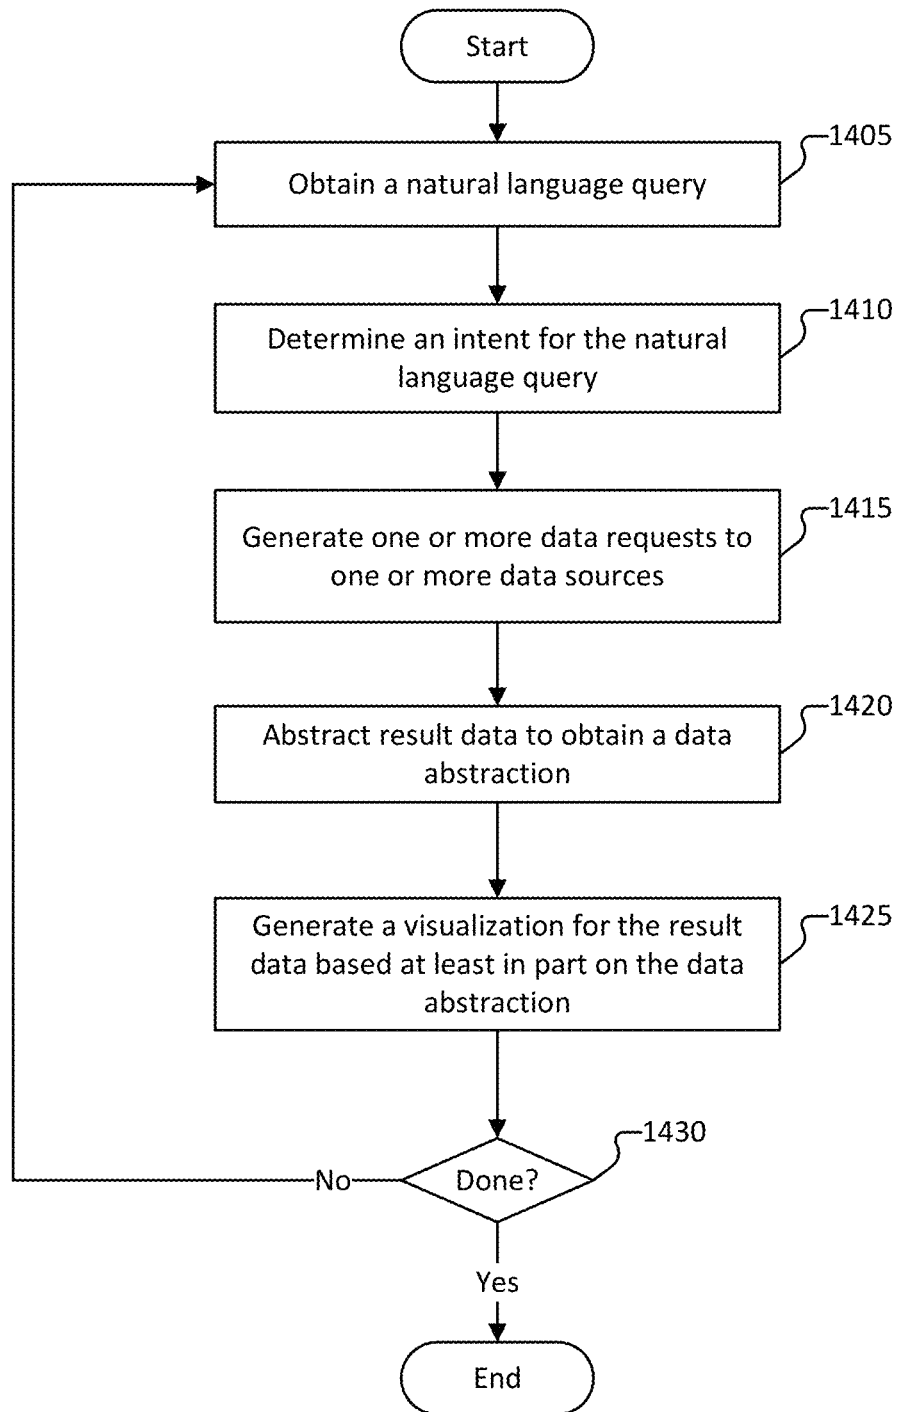 Start
1405
Obtain a natural language query
1410
Determine an intent for the natural
language query
1415
Generate one or more data requests to
one or more data sources
1420
Abstract result data to obtain a data
abstraction
1425
Generate a visualization for the result
data based at least in part on the data
abstraction
1430
No
Done?
Yes
End